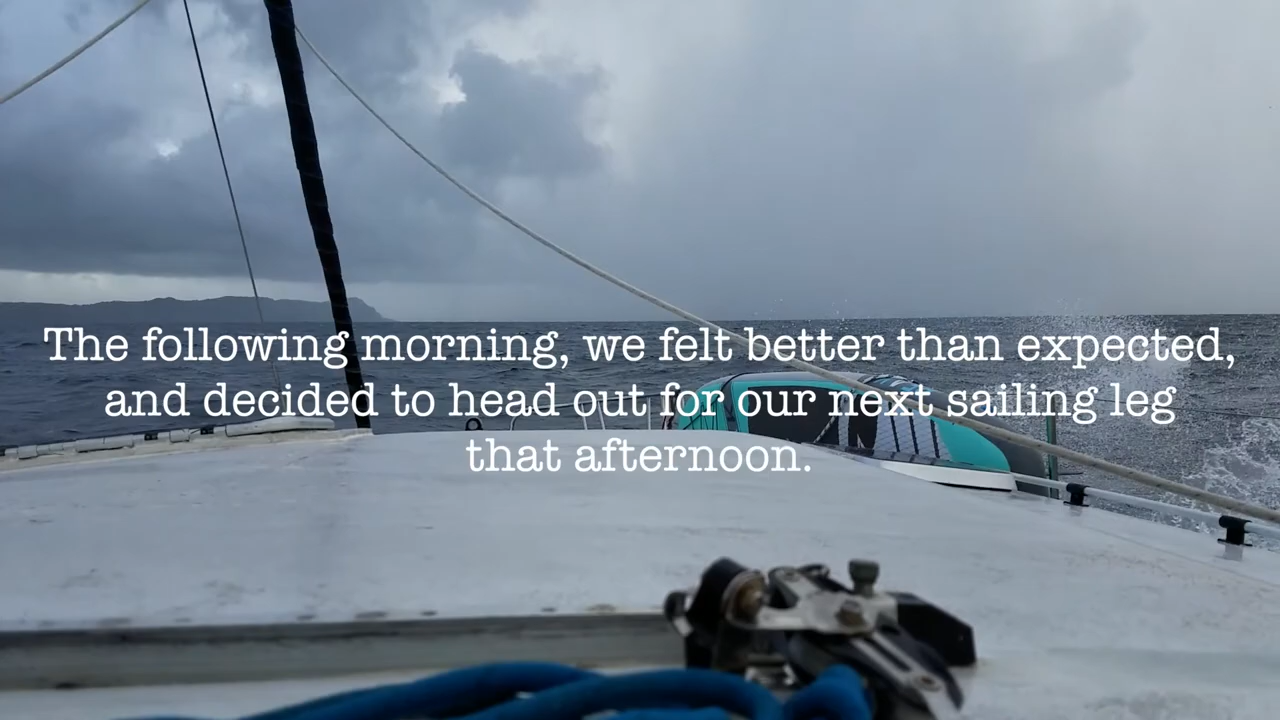 The following morning, we felt better than expected,
and decided to head out for our next sailing leg
that afternoon.